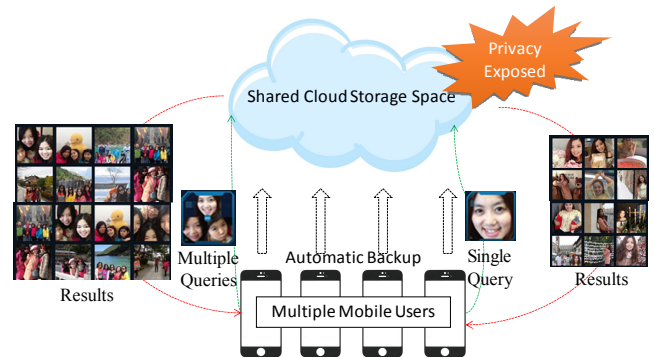 Privacy
Exposed
Shared Cloud Storage Space
Multiple
Queries
Automatic Backup
Single
Query
Results
Multiple Mobile Users
Results